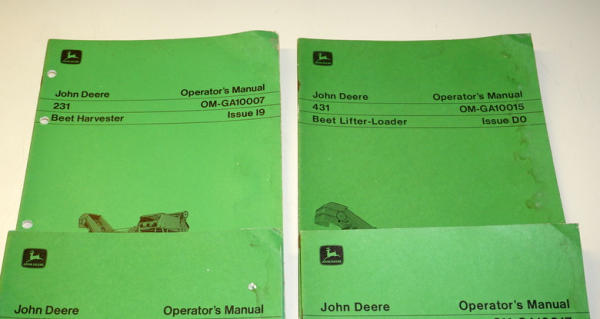 John Deere Operator's Manual
231 OM-GA10007
Beet Harvester Issue I9
John Deere Operator's Manual
431 OM-GA10015
Beet Lifter-Loader Issue D0
John Deere Operator's Manual
John Deere Operator's Manual